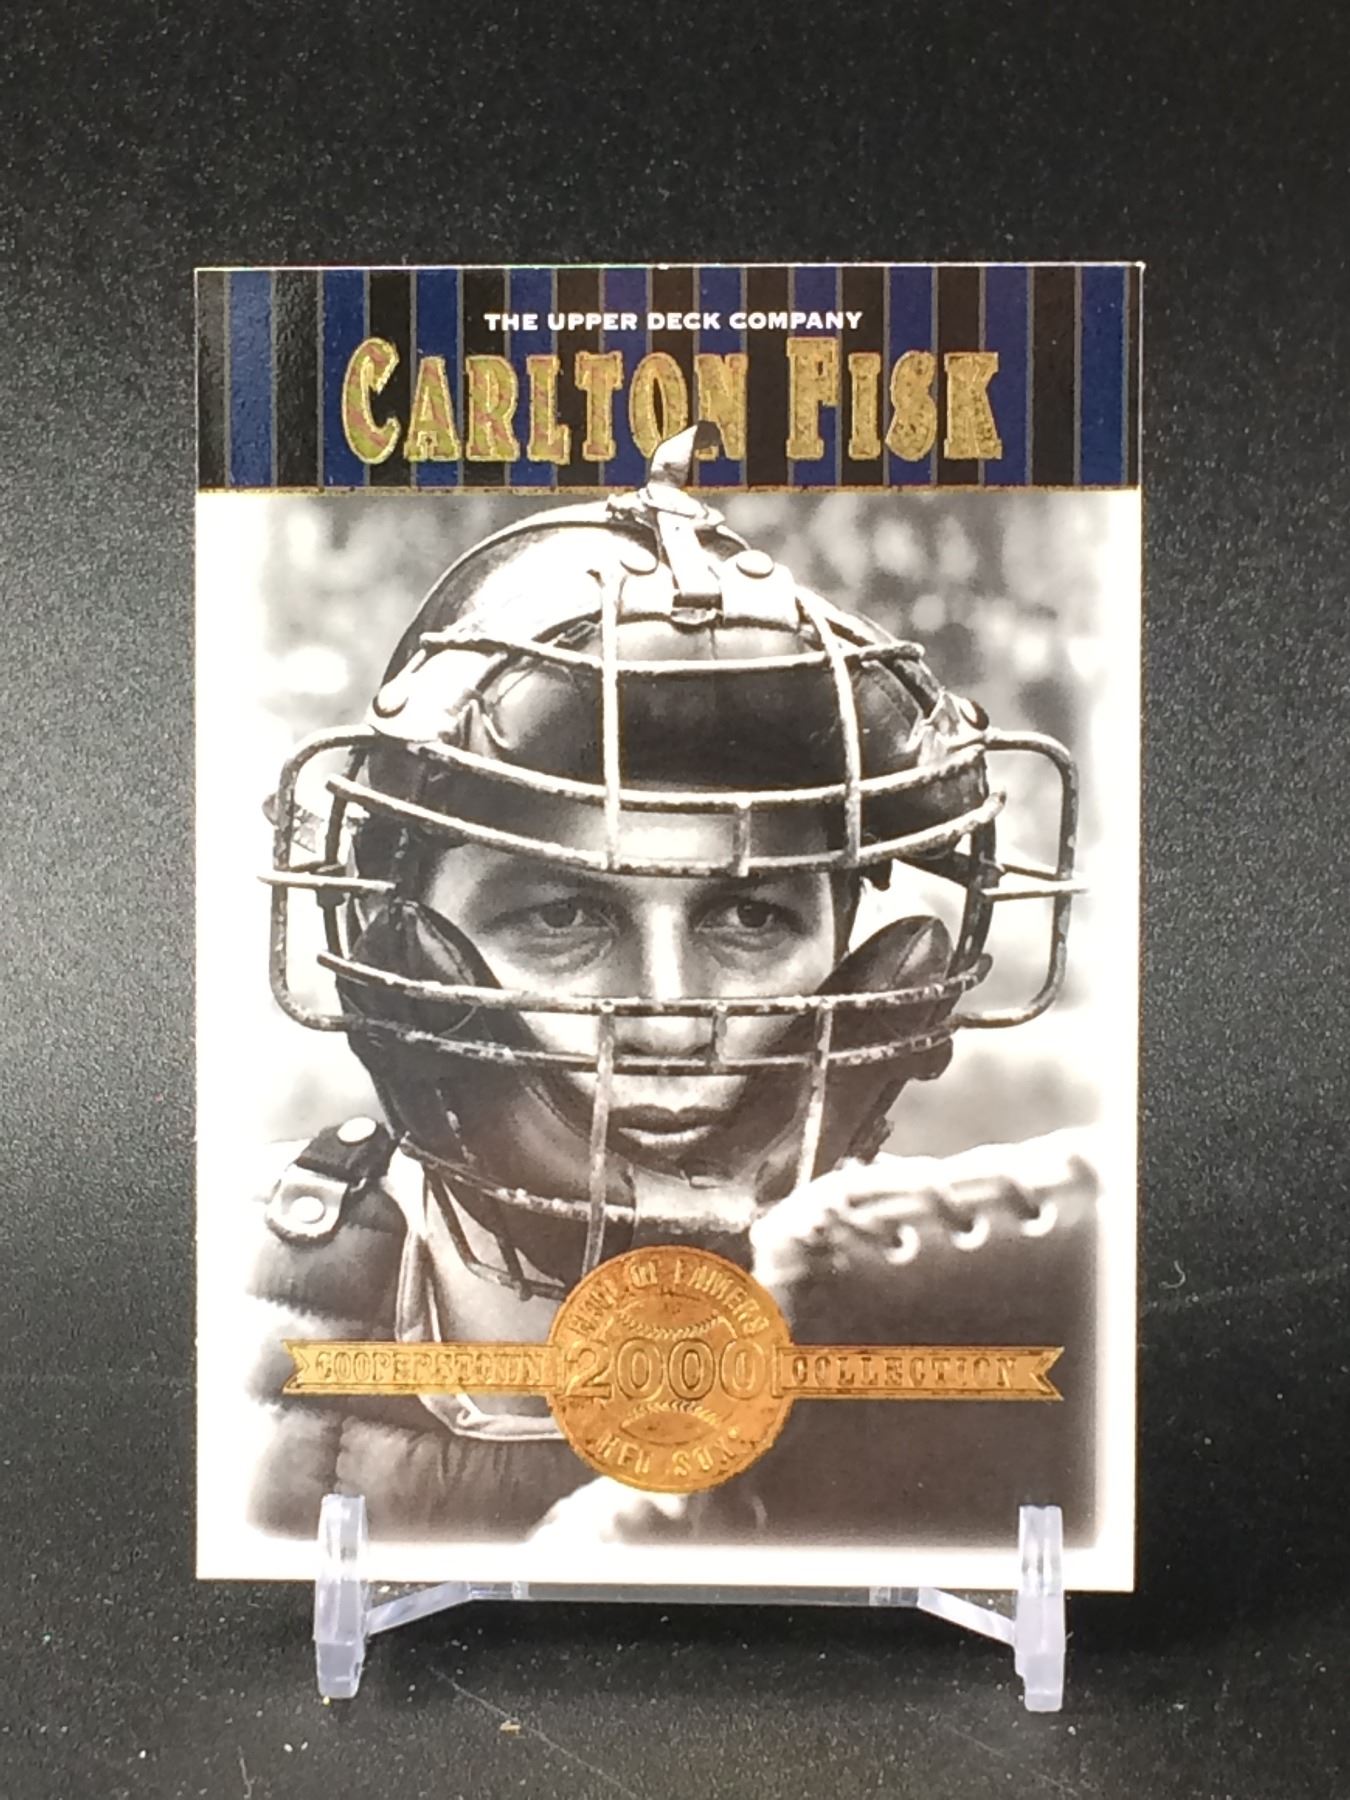 THE UPPER DECK COMPANY
CARLTON FISK
HALL OF FAMERS
COOPERSTOWN 2000 COLLECTION
RED SOX